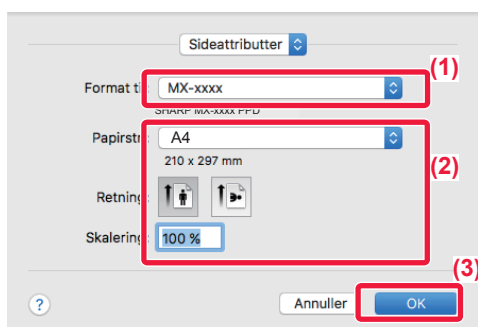 Sideattributter
(1)
Format til: MX-xxxx
SHARP MX-xxxx PPD
Papirstr.: A4
210 x 297 mm
(2)
Retning:
Skalering: 100 %
(3)
? Annuller OK